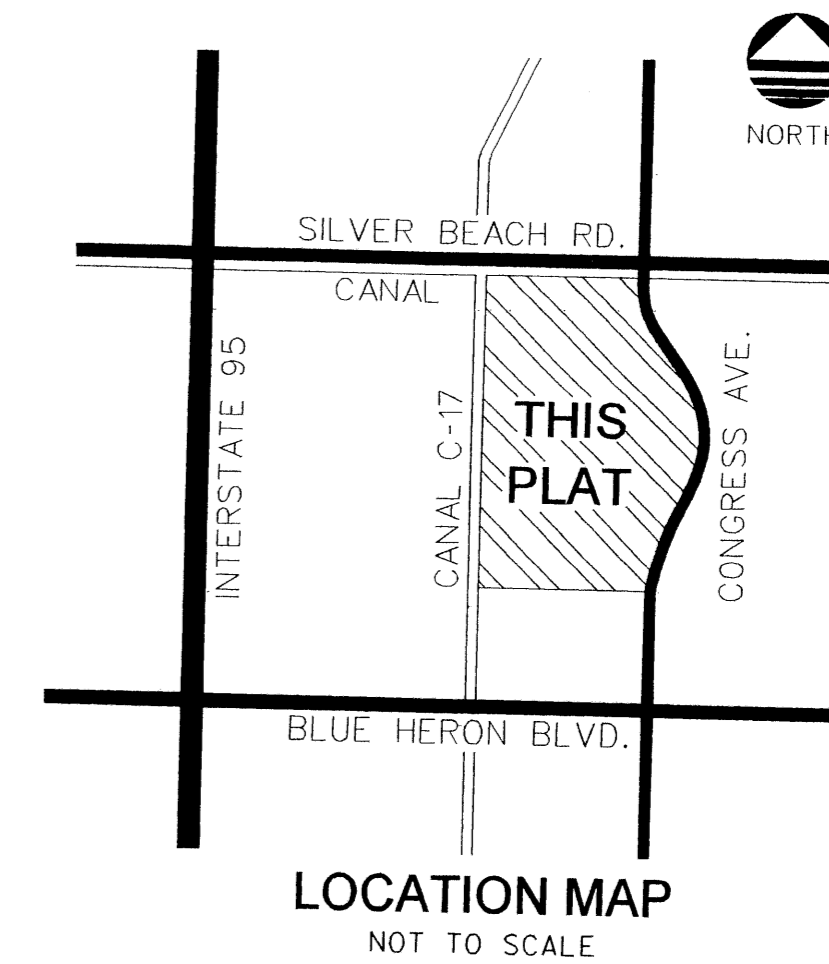 NORTH
SILVER BEACH RD.
CANAL
INTERSTATE 95
CANAL C-17
THIS
PLAT
CONGRESS AVE.
BLUE HERON BLVD.
LOCATION MAP
NOT TO SCALE